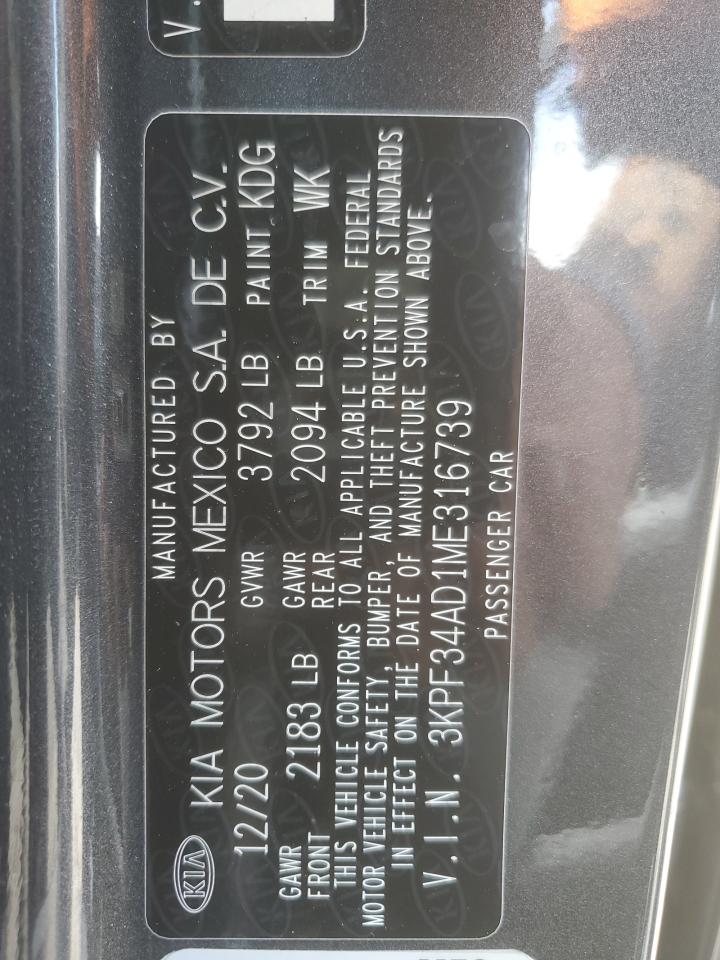 V.
MANUFACTURED BY
KIA KIA MOTORS MEXICO S.A. DE C.V.
12/20 GVWR 3792 LB PAINT KDG
GAWR FRONT 2183 LB GAWR REAR 2094 LB. TRIM WK
THIS VEHICLE CONFORMS TO ALL APPLICABLE U.S.A. FEDERAL
MOTOR VEHICLE SAFETY, BUMPER, AND THEFT PREVENTION STANDARDS
IN EFFECT ON THE DATE OF MANUFACTURE SHOWN ABOVE.
V.I.N. 3KPF34AD1ME316739
PASSENGER CAR